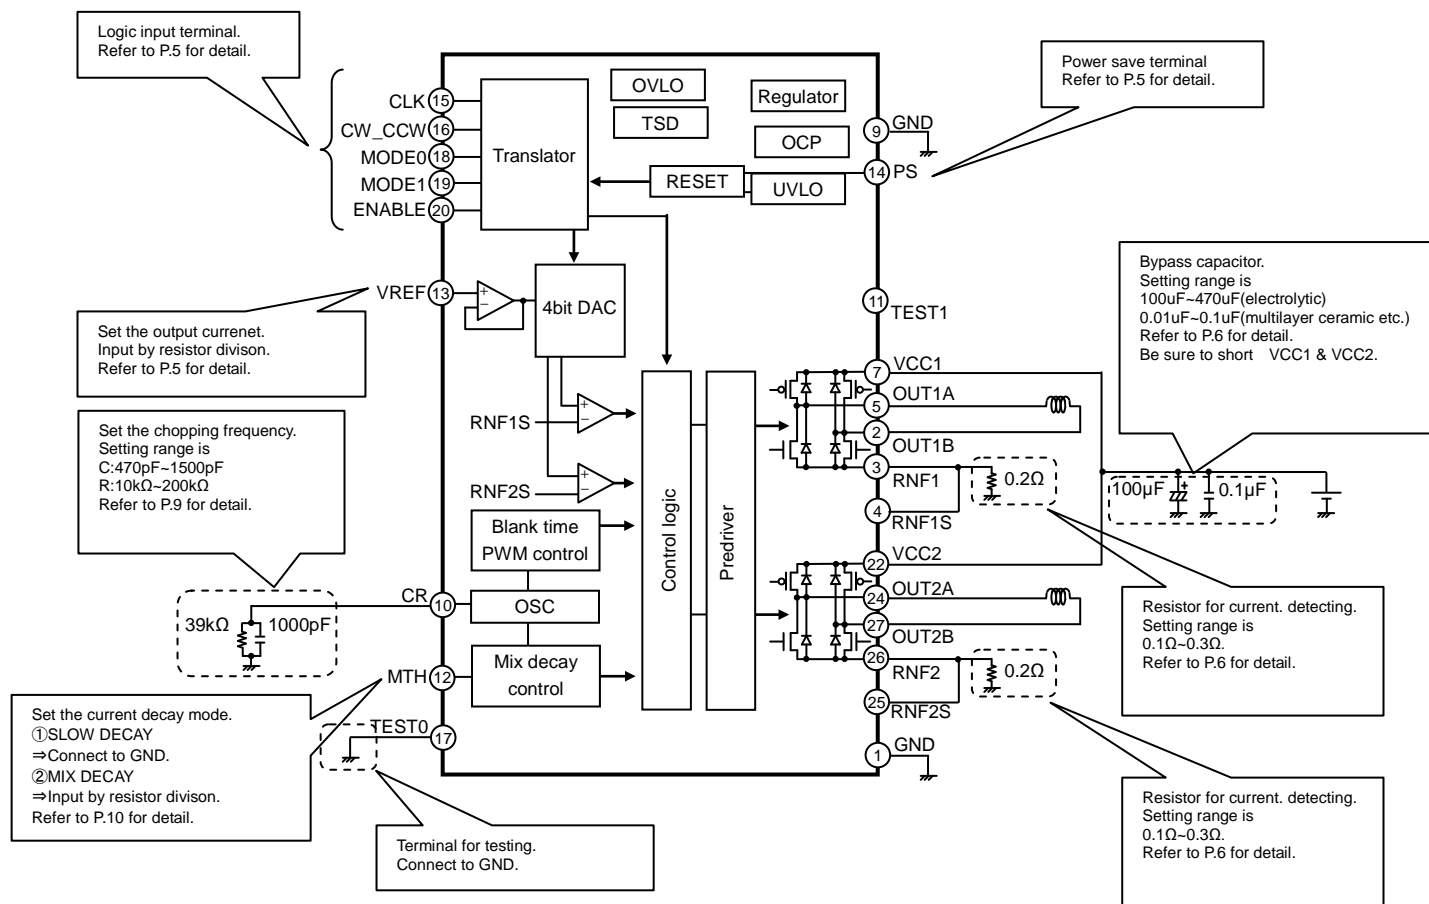 Logic input terminal.
Refer to P.5 for detail.
CLK 15
CW_CCW 16
MODE0 18
MODE1 19
ENABLE 20
Translator
OVLO
TSD
Regulator
OCP
RESET
UVLO
9 GND
14 PS
Power save terminal
Refer to P.5 for detail.
VREF 13
+
−
4bit DAC
Set the output currenet.
Input by resistor divison.
Refer to P.5 for detail.
11
TEST1
Bypass capacitor.
Setting range is
100uF~470uF(electrolytic)
0.01uF~0.1uF(multilayer ceramic etc.)
Refer to P.6 for detail.
Be sure to short VCC1 & VCC2.
Set the chopping frequency.
Setting range is
C:470pF~1500pF
R:10kΩ~200kΩ
Refer to P.9 for detail.
RNF1S
+
−
RNF2S
+
−
Blank time
PWM control
OSC
Mix decay
control
Control logic
Predriver
7 VCC1
5 OUT1A
2 OUT1B
3 RNF1
4 RNF1S
0.2Ω
100µF
+
0.1µF
22 VCC2
24 OUT2A
27 OUT2B
26 RNF2
25 RNF2S
0.2Ω
1 GND
CR 10
39kΩ
1000pF
MTH 12
TEST0
17
Set the current decay mode.
①SLOW DECAY
⇒Connect to GND.
②MIX DECAY
⇒Input by resistor divison.
Refer to P.10 for detail.
Terminal for testing.
Connect to GND.
Resistor for current. detecting.
Setting range is
0.1Ω~0.3Ω.
Refer to P.6 for detail.
Resistor for current. detecting.
Setting range is
0.1Ω~0.3Ω.
Refer to P.6 for detail.